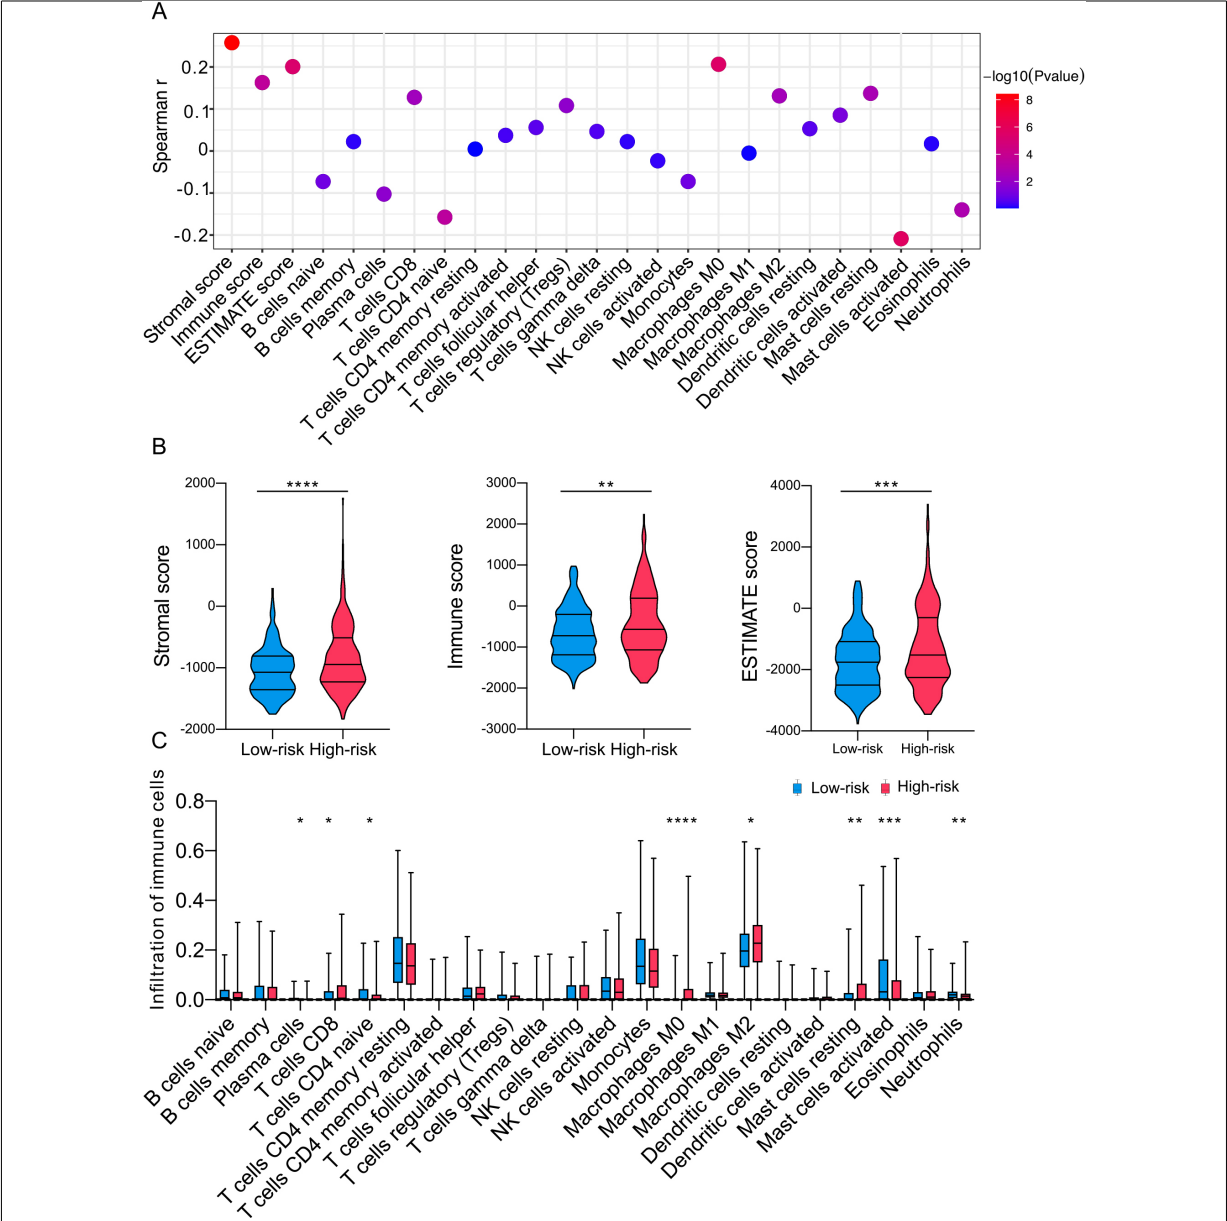 A
Spearman r
0.2
0.1
0
-0.1
-0.2
−log10(Pvalue)
8
6
4
2
Stromal score
Immune score
ESTIMATE score
B cells naive
B cells memory
Plasma cells
T cells CD8
T cells CD4 naive
T cells CD4 memory resting
T cells CD4 memory activated
T cells follicular helper
T cells regulatory (Tregs)
T cells gamma delta
NK cells resting
NK cells activated
Monocytes
Macrophages M0
Macrophages M1
Macrophages M2
Dendritic cells resting
Dendritic cells activated
Mast cells resting
Mast cells activated
Eosinophils
Neutrophils
B
Stromal score
2000
1000
0
-1000
-2000
****
Low-risk High-risk
Immune score
3000
2000
1000
0
-1000
-2000
-3000
**
Low-risk High-risk
ESTIMATE score
4000
2000
0
-2000
-4000
***
Low-risk High-risk
C
Infiltration of immune cells
0.8
0.6
0.4
0.2
0.0
Low-risk High-risk
* * * **** * ** *** **
B cells naive
B cells memory
Plasma cells
T cells CD8
T cells CD4 naive
T cells CD4 memory resting
T cells CD4 memory activated
T cells follicular helper
T cells regulatory (Tregs)
T cells gamma delta
NK cells resting
NK cells activated
Monocytes
Macrophages M0
Macrophages M1
Macrophages M2
Dendritic cells resting
Dendritic cells activated
Mast cells resting
Mast cells activated
Eosinophils
Neutrophils